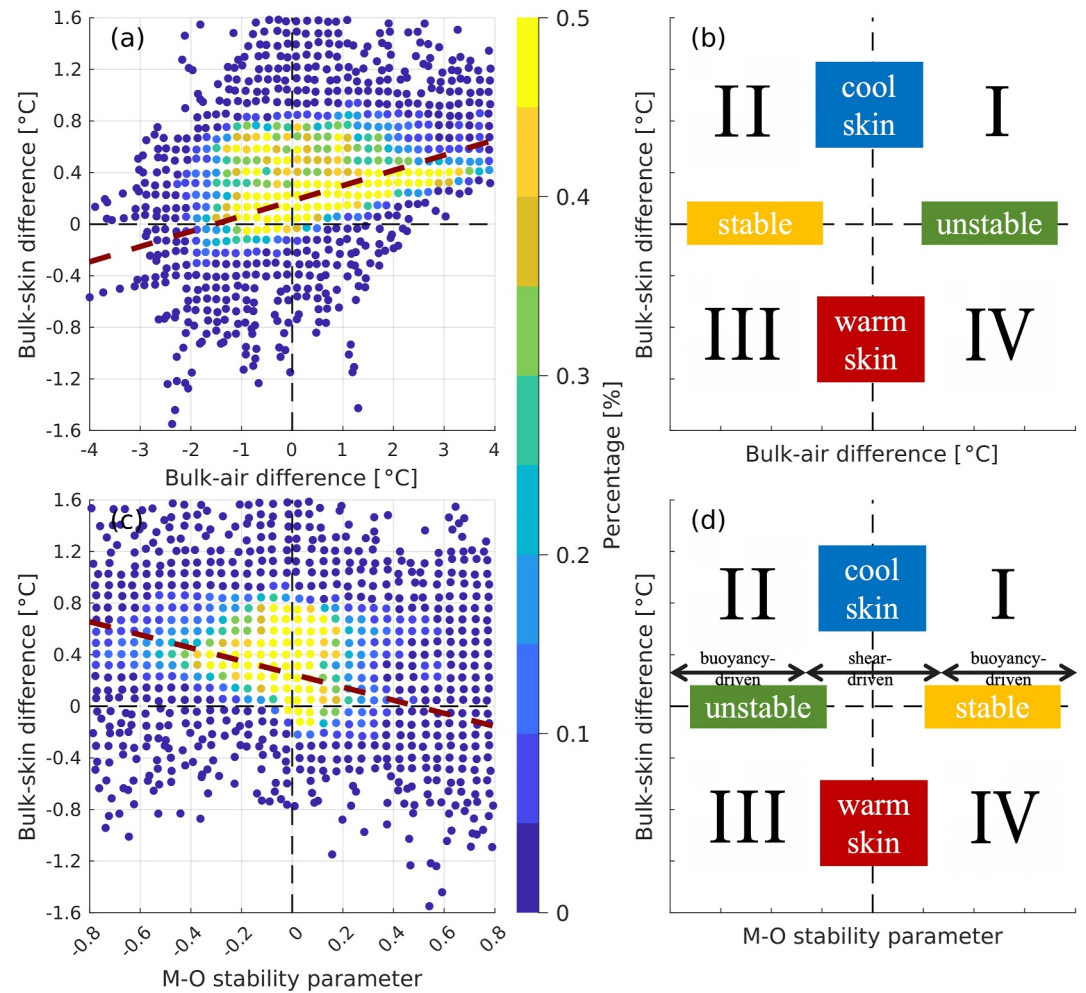 (a)
Bulk-skin difference [°C]
1.6
1.2
0.8
0.4
0
-0.4
-0.8
-1.2
-1.6
-4 -3 -2 -1 0 1 2 3 4
Bulk-air difference [°C]
0.5
0.4
0.3
0.2
0.1
0
Percentage [%]
(b)
Bulk-skin difference [°C]
II
cool
skin
I
stable
unstable
III
warm
skin
IV
Bulk-air difference [°C]
(c)
Bulk-skin difference [°C]
1.6
1.2
0.8
0.4
0
-0.4
-0.8
-1.2
-1.6
-0.8 -0.6 -0.4 -0.2 0 0.2 0.4 0.6 0.8
M-O stability parameter
(d)
Bulk-skin difference [°C]
II
cool
skin
I
buoyancy-
driven
shear-
driven
buoyancy-
driven
unstable
stable
III
warm
skin
IV
M-O stability parameter